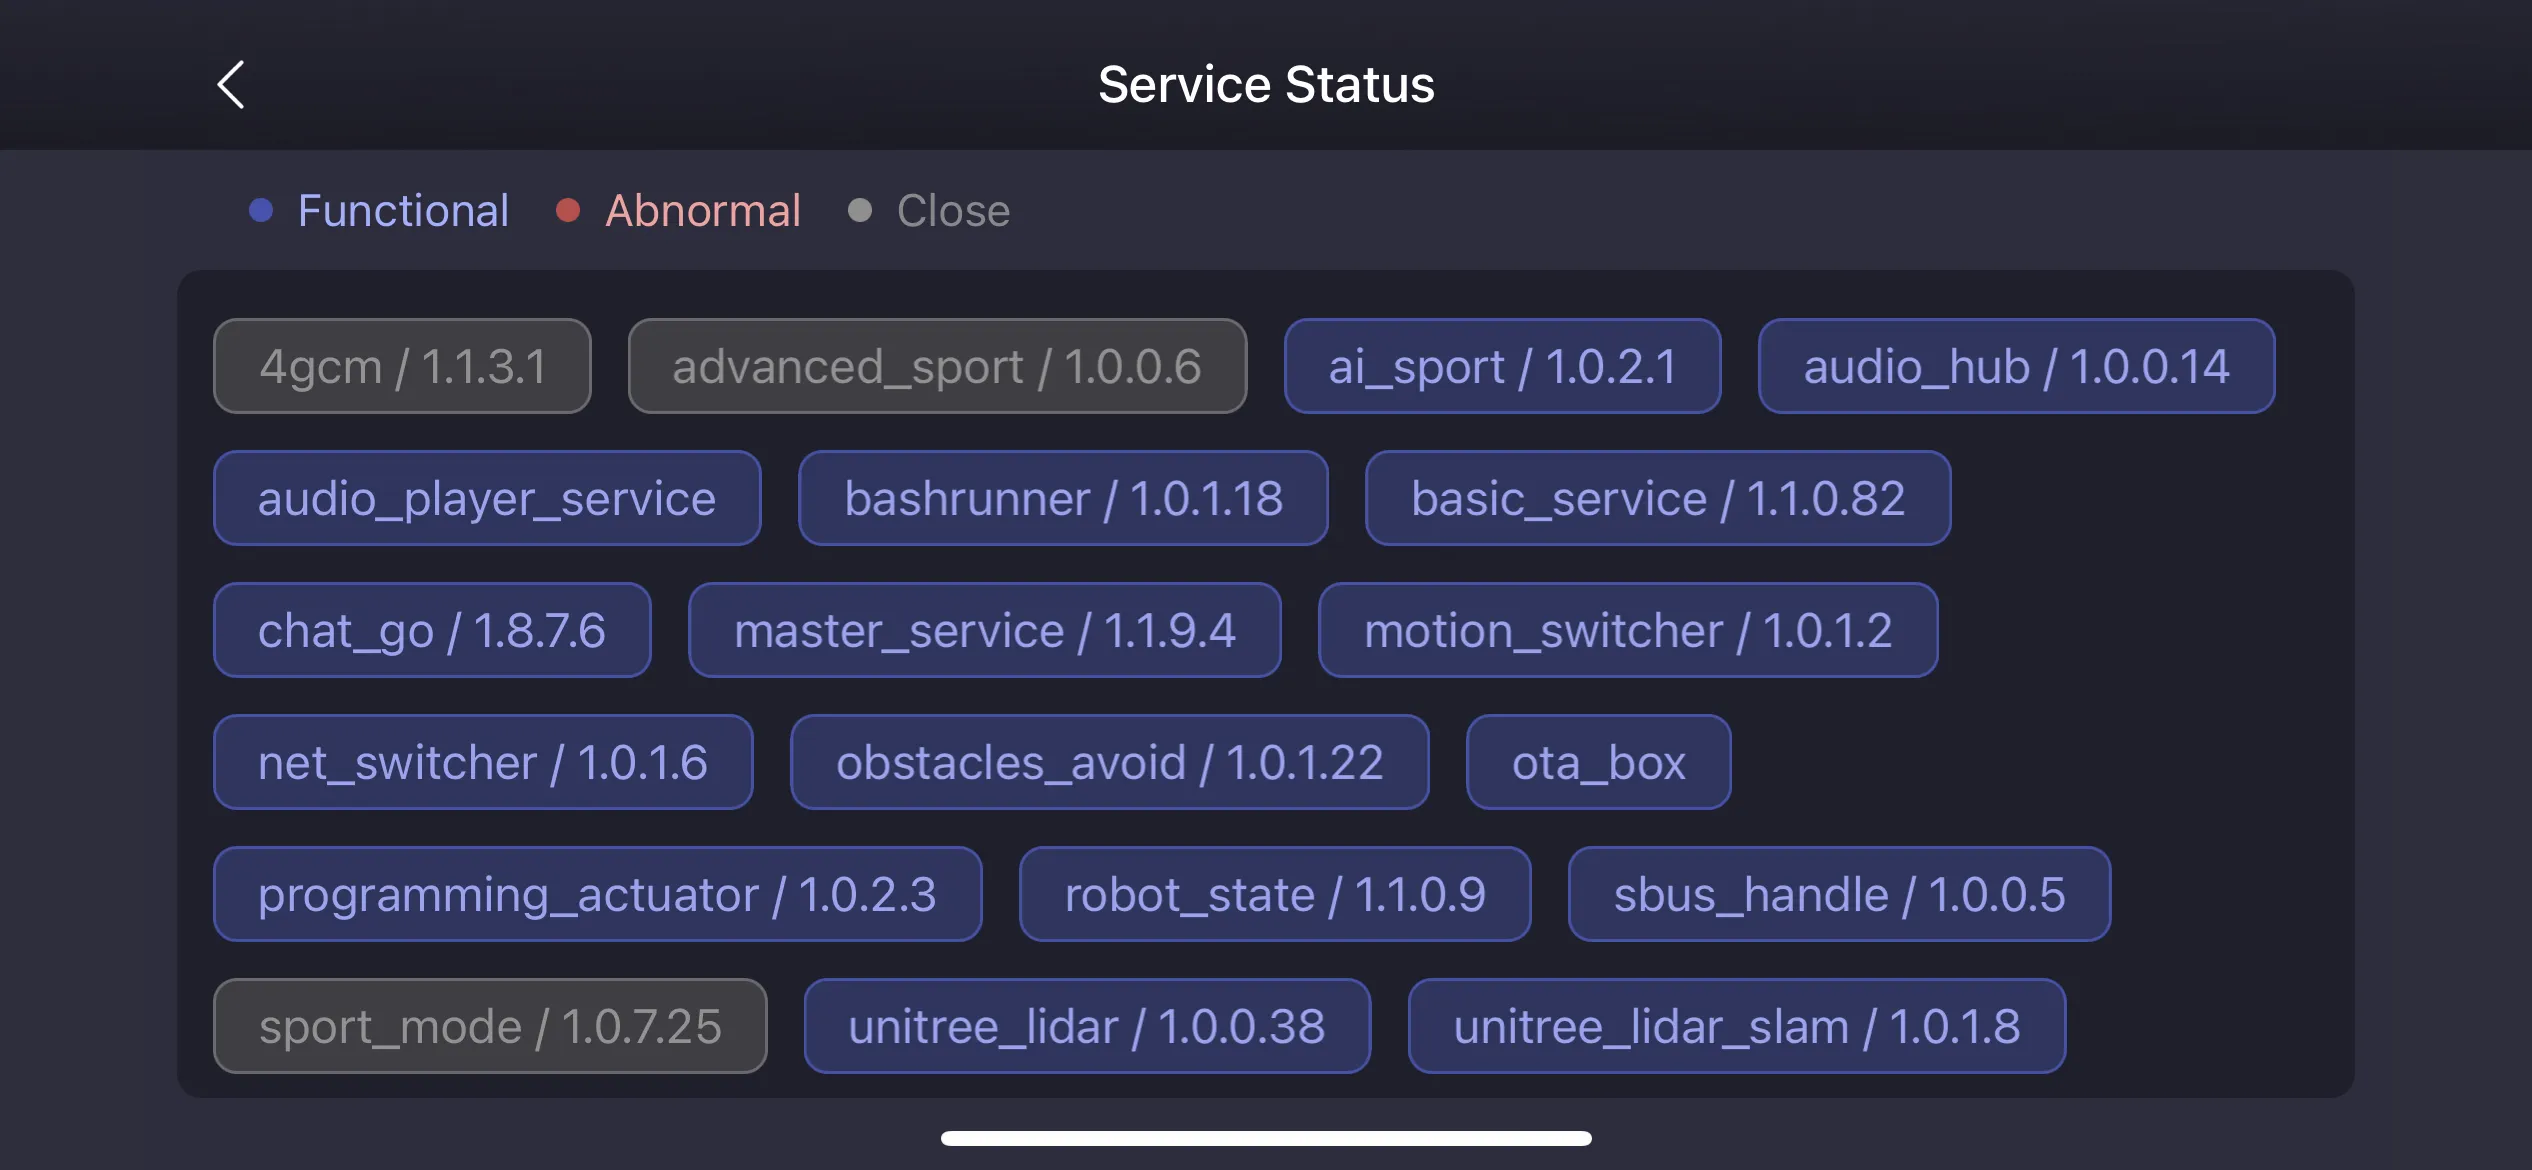 Service Status
Functional Abnormal Close
4gcm / 1.1.3.1 advanced_sport / 1.0.0.6 ai_sport / 1.0.2.1 audio_hub / 1.0.0.14
audio_player_service bashrunner / 1.0.1.18 basic_service / 1.1.0.82
chat_go / 1.8.7.6 master_service / 1.1.9.4 motion_switcher / 1.0.1.2
net_switcher / 1.0.1.6 obstacles_avoid / 1.0.1.22 ota_box
programming_actuator / 1.0.2.3 robot_state / 1.1.0.9 sbus_handle / 1.0.0.5
sport_mode / 1.0.7.25 unitree_lidar / 1.0.0.38 unitree_lidar_slam / 1.0.1.8